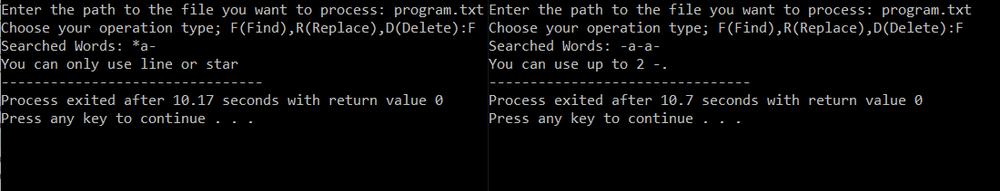 Enter the path to the file you want to process: program.txt
Choose your operation type; F(Find),R(Replace),D(Delete):F
Searched Words: *a-
You can only use line or star
--------------------------------
Process exited after 10.17 seconds with return value 0
Press any key to continue . . .
Enter the path to the file you want to process: program.txt
Choose your operation type; F(Find),R(Replace),D(Delete):F
Searched Words: -a-a-
You can use up to 2 -.
--------------------------------
Process exited after 10.7 seconds with return value 0
Press any key to continue . . .